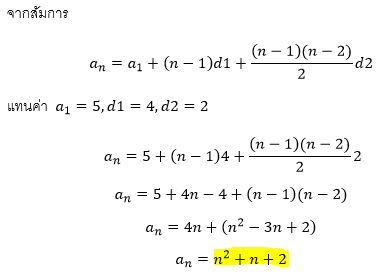 จากสัมการ
aₙ = a₁ + (n − 1)d1 + (n − 1)(n − 2)/2 d2
แทนค่า a₁ = 5, d1 = 4, d2 = 2
aₙ = 5 + (n − 1)4 + (n − 1)(n − 2)/2 2
aₙ = 5 + 4n − 4 + (n − 1)(n − 2)
aₙ = 4n + (n² − 3n + 2)
aₙ = n² + n + 2